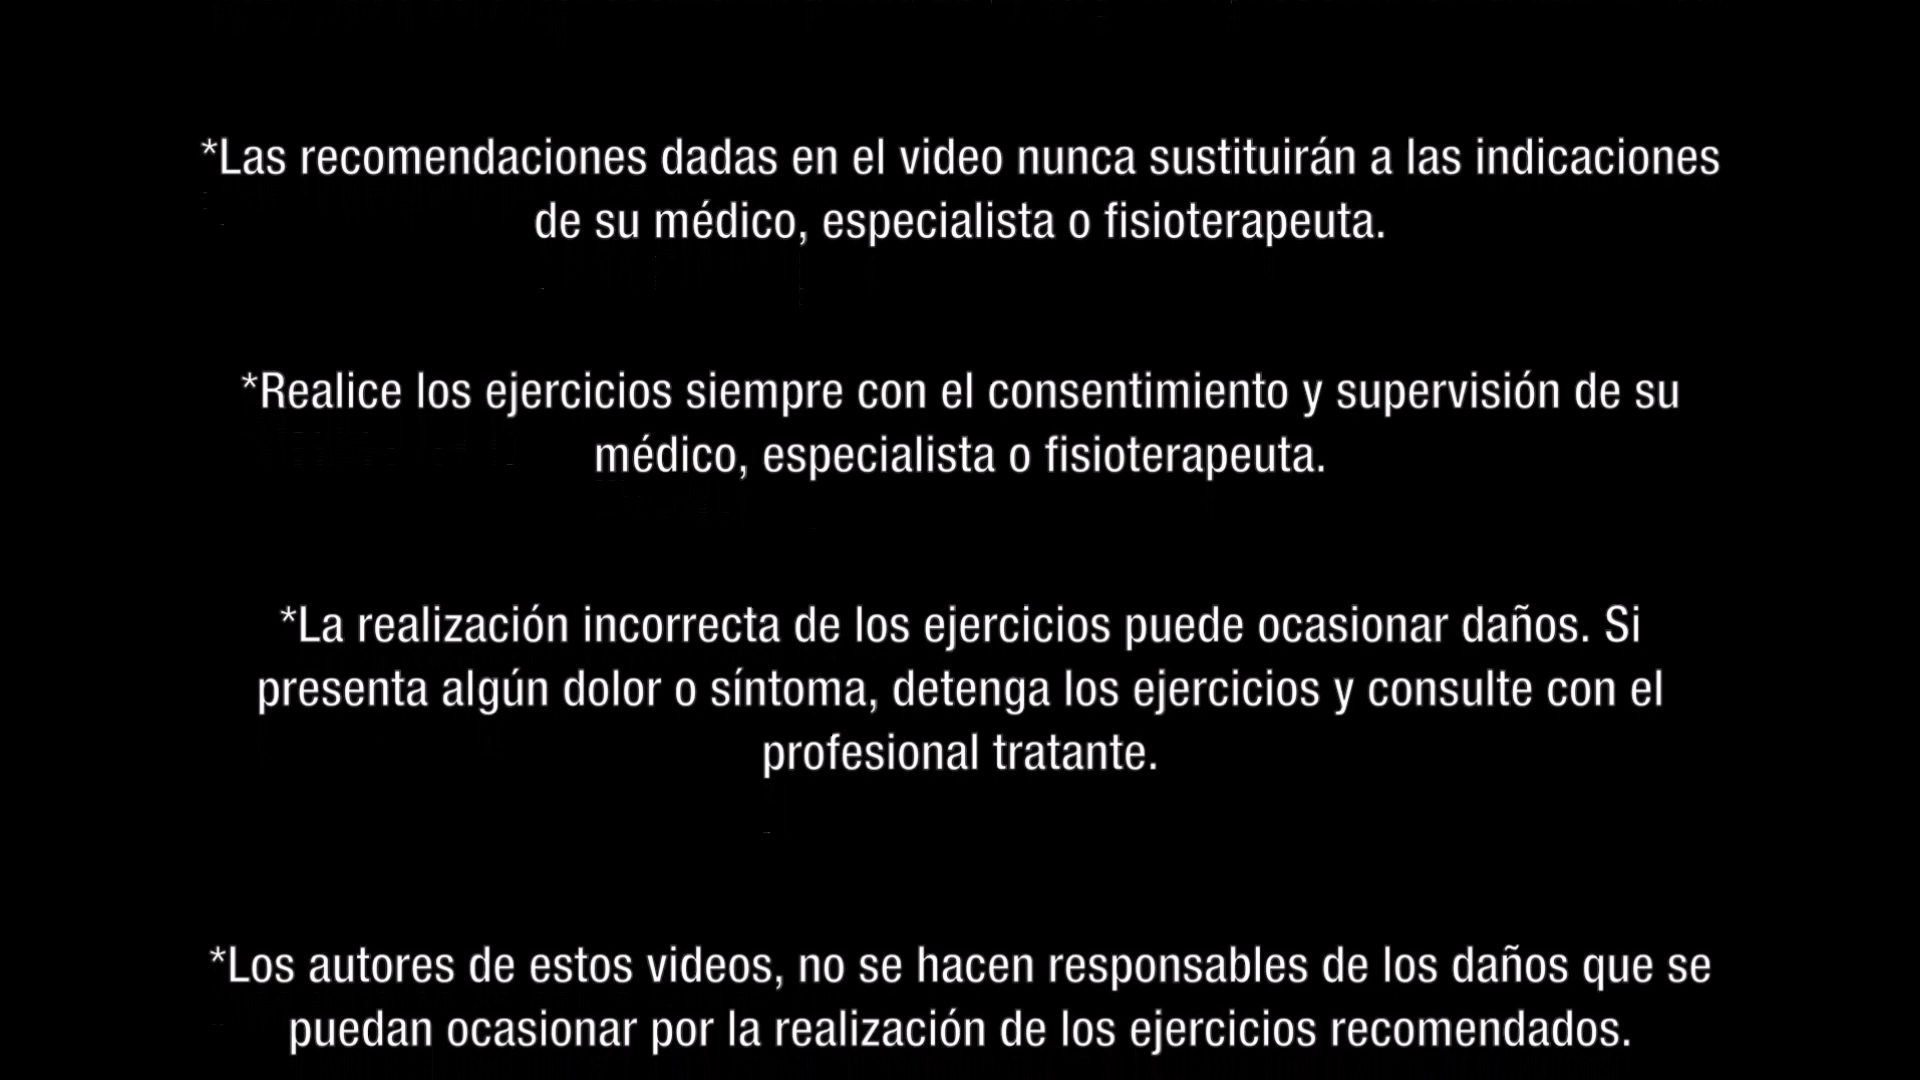 *Las recomendaciones dadas en el video nunca sustituirán a las indicaciones
de su médico, especialista o fisioterapeuta.
*Realice los ejercicios siempre con el consentimiento y supervisión de su
médico, especialista o fisioterapeuta.
*La realización incorrecta de los ejercicios puede ocasionar daños. Si
presenta algún dolor o síntoma, detenga los ejercicios y consulte con el
profesional tratante.
*Los autores de estos videos, no se hacen responsables de los daños que se
puedan ocasionar por la realización de los ejercicios recomendados.